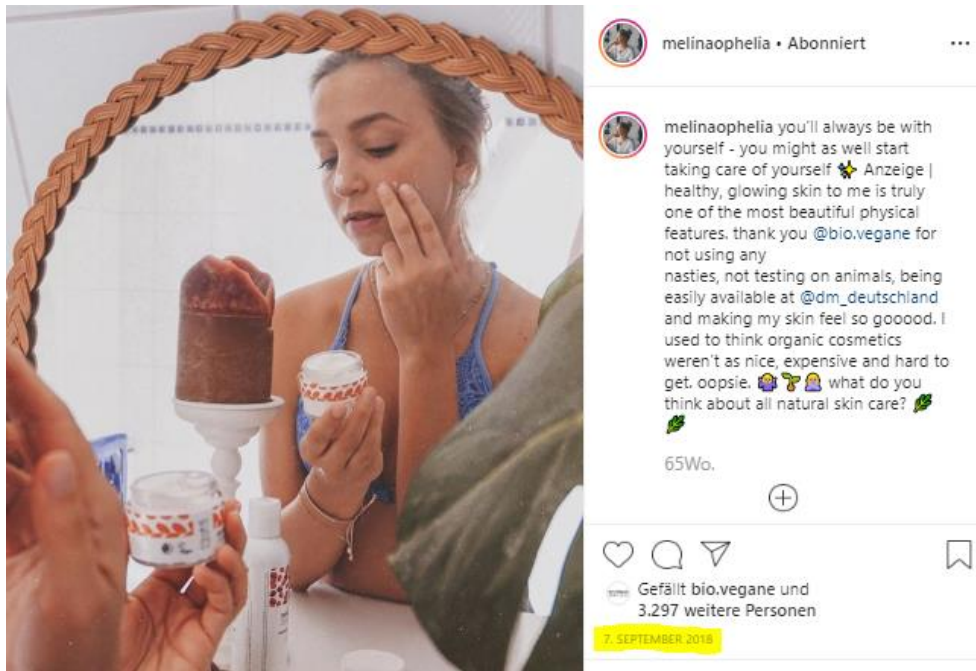 melinaophelia • Abonniert
melinaophelia you'll always be with
yourself - you might as well start
taking care of yourself ✨ Anzeige |
healthy, glowing skin to me is truly
one of the most beautiful physical
features. thank you @bio.vegane for
not using any
nasties, not testing on animals, being
easily available at @dm_deutschland
and making my skin feel so gooood. I
used to think organic cosmetics
weren't as nice, expensive and hard to
get. oopsie. 🤷‍♀️🌱🙈 what do you
think about all natural skin care? 🌿
🌿
65Wo.
Gefällt bio.vegane und
3.297 weitere Personen
7. SEPTEMBER 2018